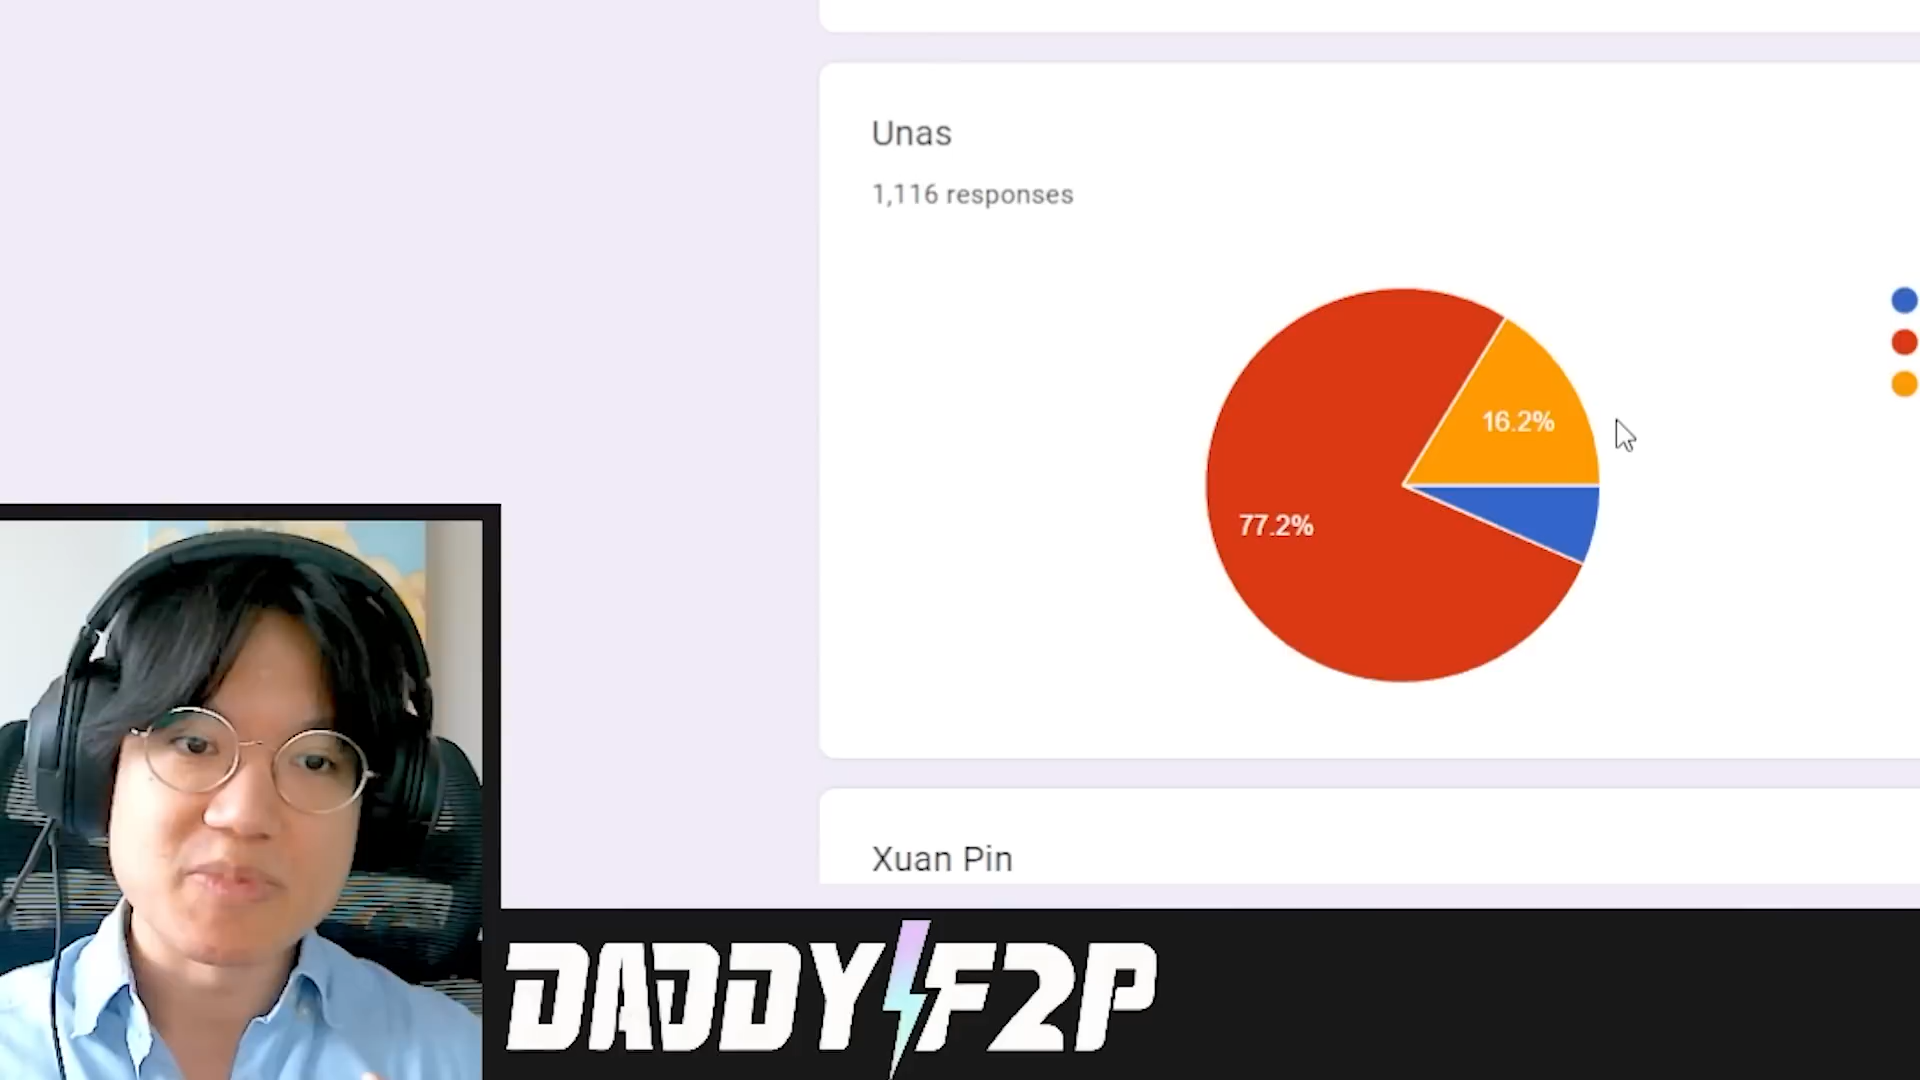 Unas
1,116 responses
16.2%
77.2%
Xuan Pin
DADDY F2P